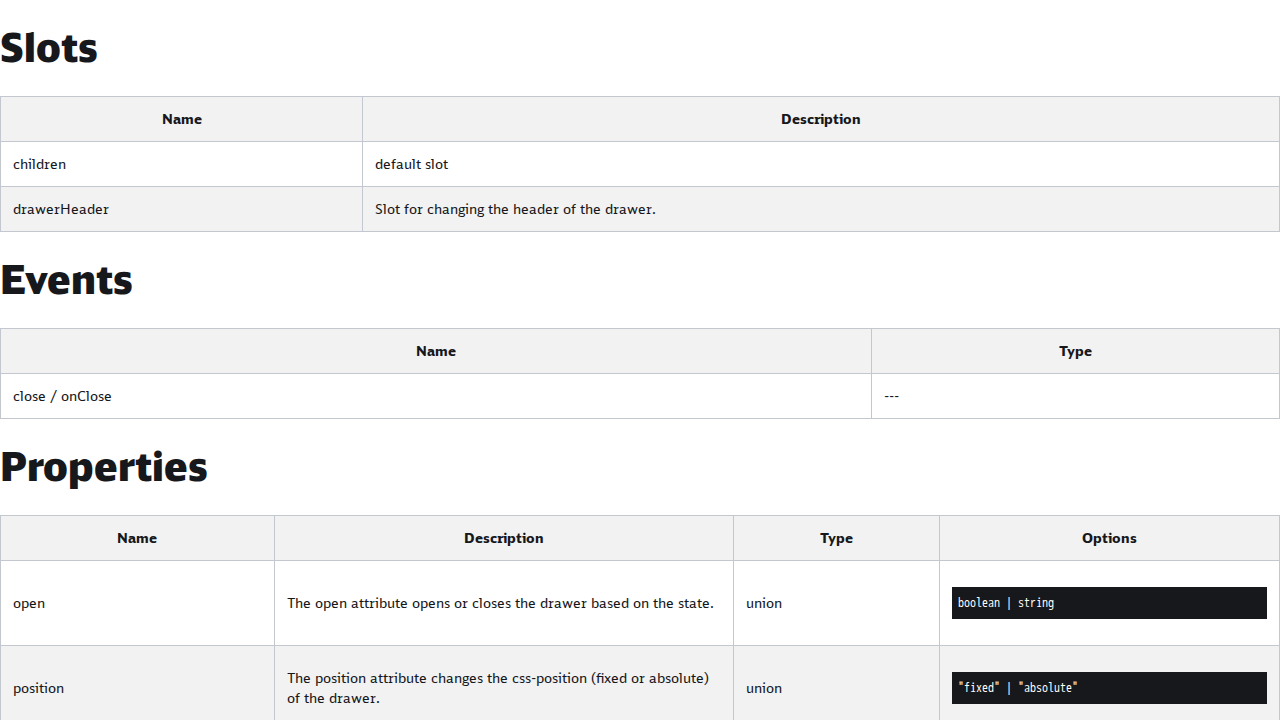 Slots
Name Description
children default slot
drawerHeader Slot for changing the header of the drawer.
Events
Name Type
close / onClose ---
Properties
Name Description Type Options
open The open attribute opens or closes the drawer based on the state. union boolean | string
position The position attribute changes the css-position (fixed or absolute) of the drawer. union "fixed" | "absolute"